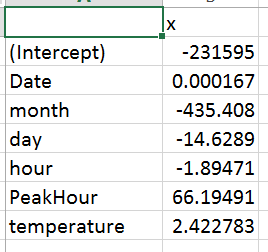 x
(Intercept) -231595
Date 0.000167
month -435.408
day -14.6289
hour -1.89471
PeakHour 66.19491
temperature 2.422783